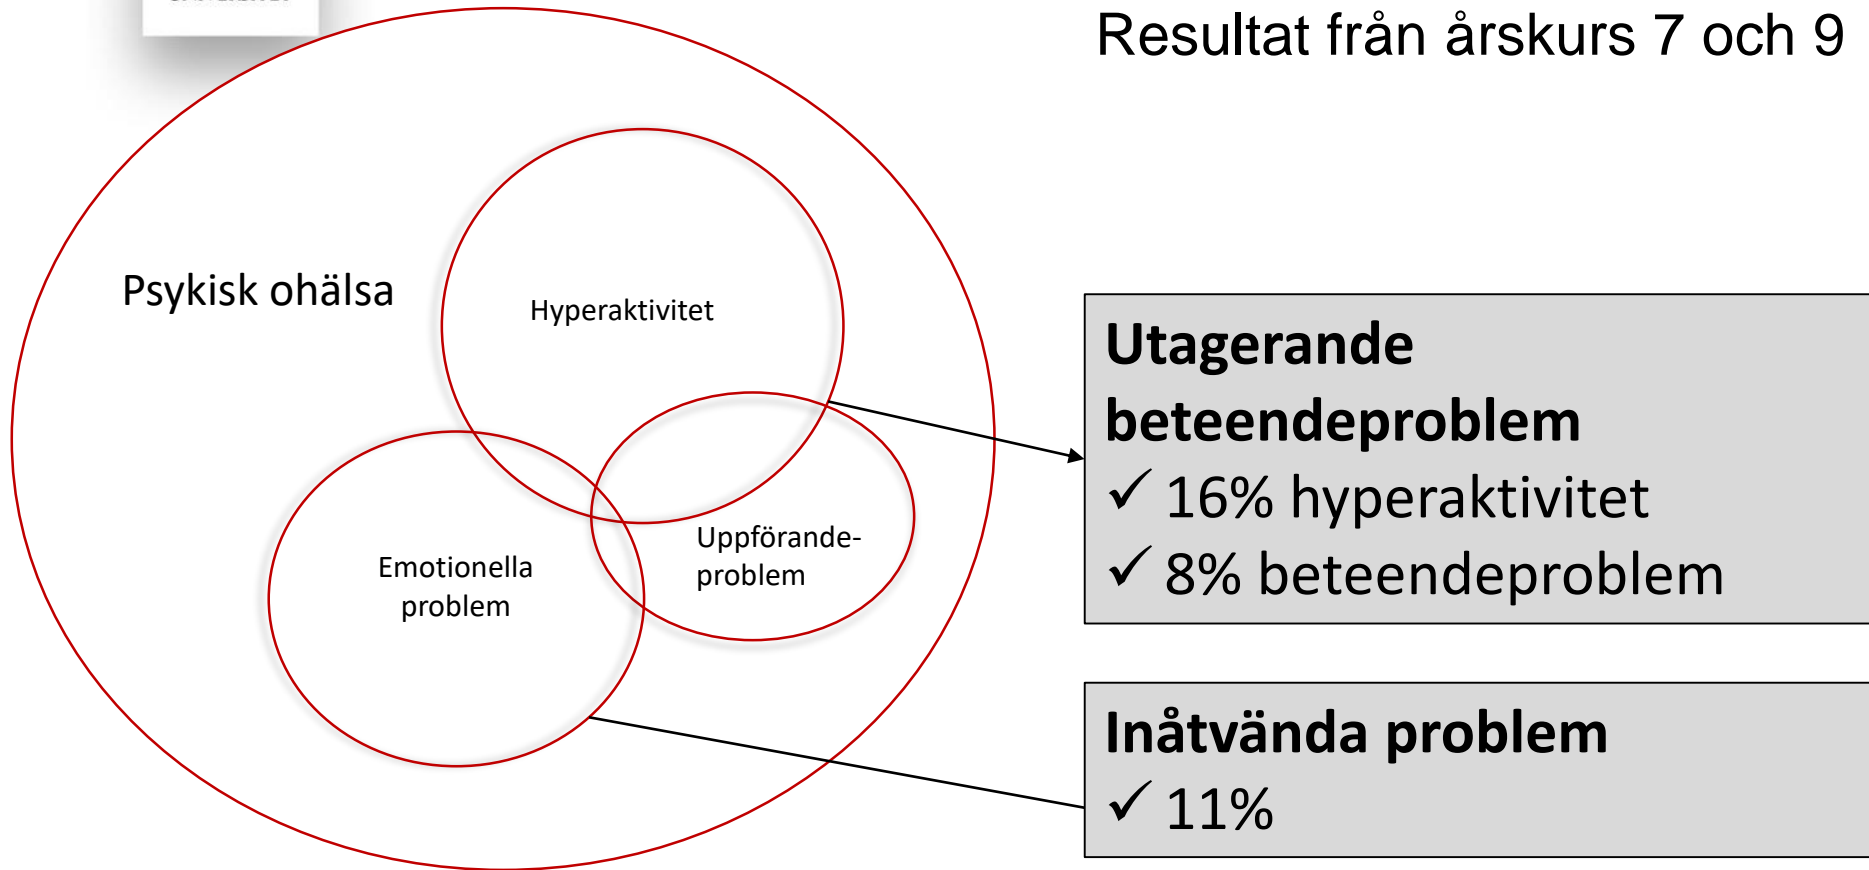 Resultat från årskurs 7 och 9
Psykisk ohälsa
Hyperaktivitet
Uppförande-
problem
Emotionella
problem
Utagerande
beteendeproblem
✓ 16% hyperaktivitet
✓ 8% beteendeproblem
Inåtvända problem
✓ 11%